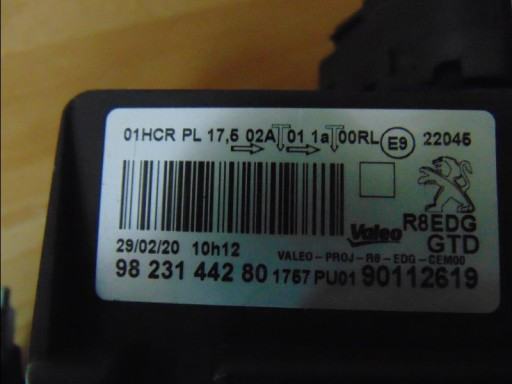 01HCR PL 17,5 02A 01 1a 00RL E9 22045
Valeo
R8EDG
GTD
29/02/20 10h12
VALEO-PROJ-R8-EDG-CEM00
98 231 442 80 1757 PU01 90112619